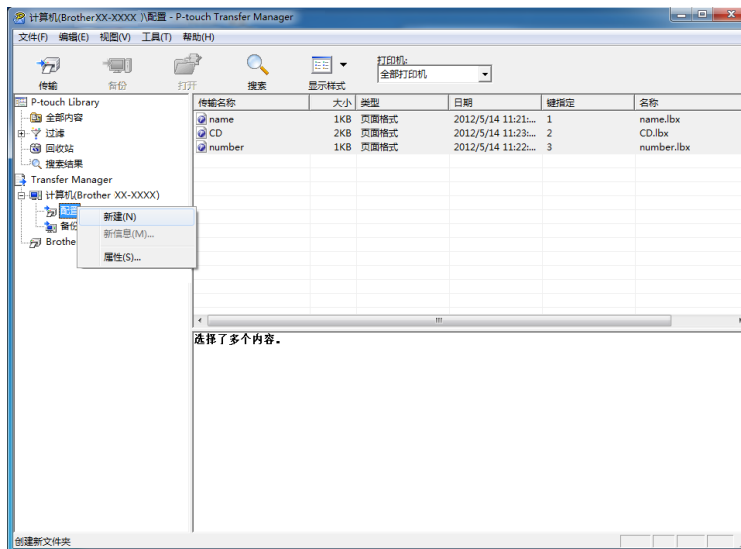 计算机(BrotherXX-XXXX )\配置 - P-touch Transfer Manager
文件(F) 编辑(E) 视图(V) 工具(T) 帮助(H)
传输 备份 打开 搜索 显示样式 打印机:
全部打印机
P-touch Library
全部内容
过滤
回收站
搜索结果
Transfer Manager
计算机(Brother XX-XXXX)
配置
备份
Brothe
新建(N)
新信息(M)...
属性(S)...
传输名称 大小 类型 日期 键指定 名称
name 1KB 页面格式 2012/5/14 11:21:... 1 name.lbx
CD 2KB 页面格式 2012/5/14 11:23:... 2 CD.lbx
number 1KB 页面格式 2012/5/14 11:22:... 3 number.lbx
选择了多个内容。
创建新文件夹